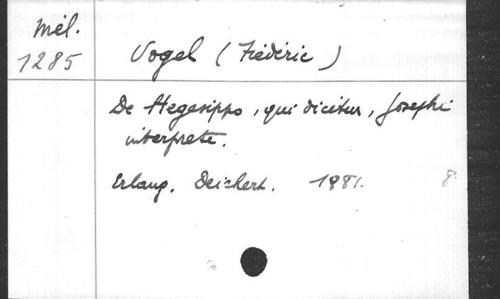 Mél.
1285
Vogel (Frédéric)
De Hegesippo, qui dicitur, Josephi
interprete.
Erlang. Deichert. 1881. 8.